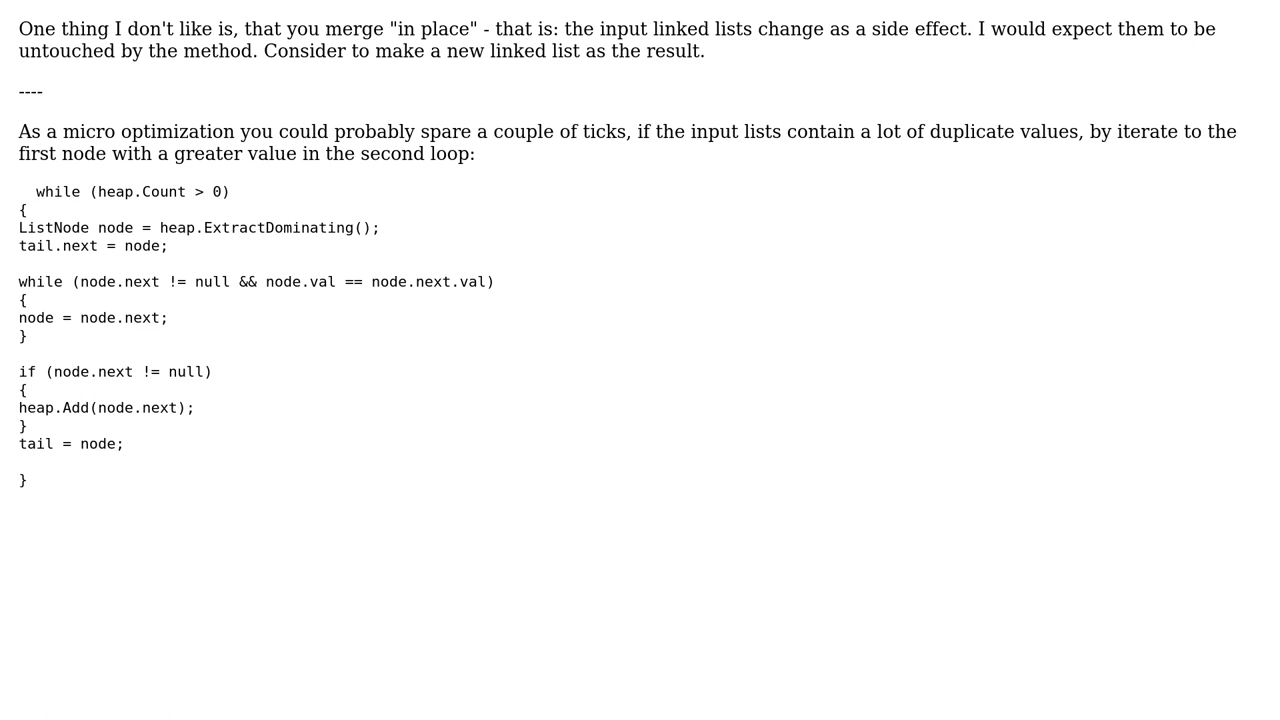 One thing I don't like is, that you merge "in place" - that is: the input linked lists change as a side effect. I would expect them to be
untouched by the method. Consider to make a new linked list as the result.
----
As a micro optimization you could probably spare a couple of ticks, if the input lists contain a lot of duplicate values, by iterate to the
first node with a greater value in the second loop:
  while (heap.Count > 0)
{
ListNode node = heap.ExtractDominating();
tail.next = node;
while (node.next != null && node.val == node.next.val)
{
node = node.next;
}
if (node.next != null)
{
heap.Add(node.next);
}
tail = node;
}